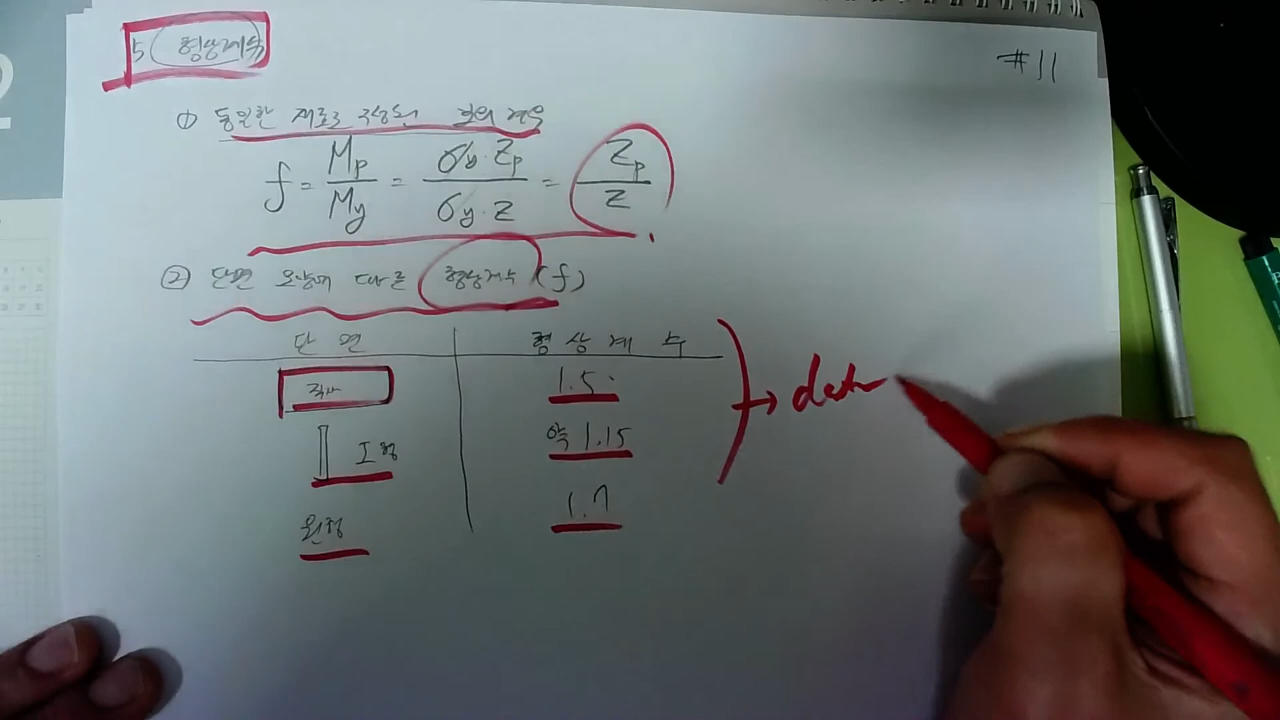 5 형상계수
#11
① 동일한 재료로 구성된 보의 경우
f = Mp/My = σy·Zp/σy·Z = Zp/Z
② 단면 모양에 따른 형상계수 (f)
단면 형상계수
직사 1.5
I형 약 1.15
원형 1.7
→ dat